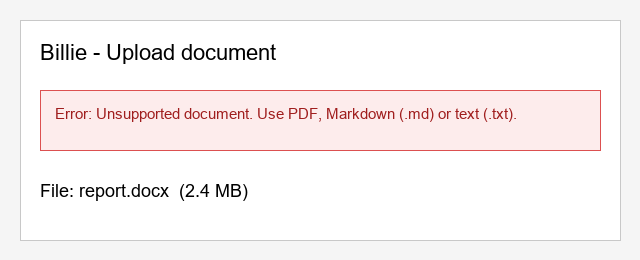 Billie - Upload document
Error: Unsupported document. Use PDF, Markdown (.md) or text (.txt).
File: report.docx  (2.4 MB)